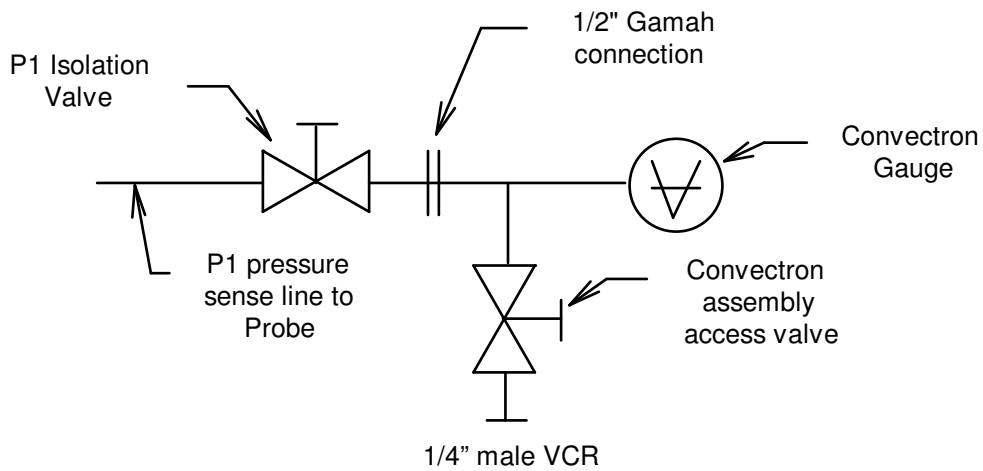 1/2" Gamah
connection
P1 Isolation
Valve
Convectron
Gauge
P1 pressure
sense line to
Probe
Convectron
assembly
access valve
1/4” male VCR